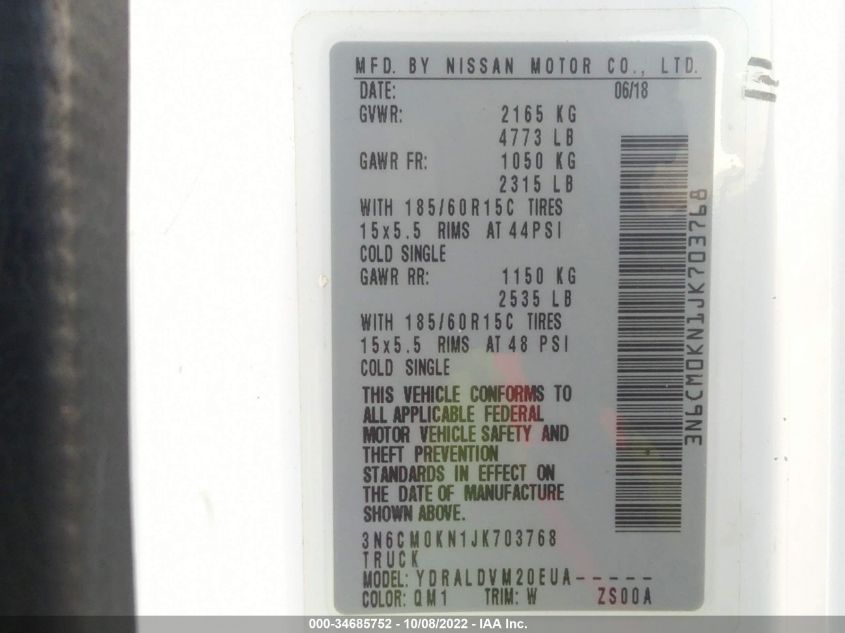 MFD. BY NISSAN MOTOR CO., LTD.
DATE: 06/18
GVWR: 2165 KG
4773 LB
GAWR FR: 1050 KG
2315 LB
WITH 185/60R15C TIRES
15x5.5 RIMS AT 44PSI
COLD SINGLE
GAWR RR: 1150 KG
2535 LB
WITH 185/60R15C TIRES
15x5.5 RIMS AT 48 PSI
COLD SINGLE
THIS VEHICLE CONFORMS TO
ALL APPLICABLE FEDERAL
MOTOR VEHICLE SAFETY AND
THEFT PREVENTION
STANDARDS IN EFFECT ON
THE DATE OF MANUFACTURE
SHOWN ABOVE.
3N6CM0KN1JK703768
TRUCK
MODEL: YDRALDVM20EUA-----
COLOR: QM1 TRIM: W ZS00A
3N6CM0KN1JK703768
000-34685752 - 10/08/2022 - IAA Inc.